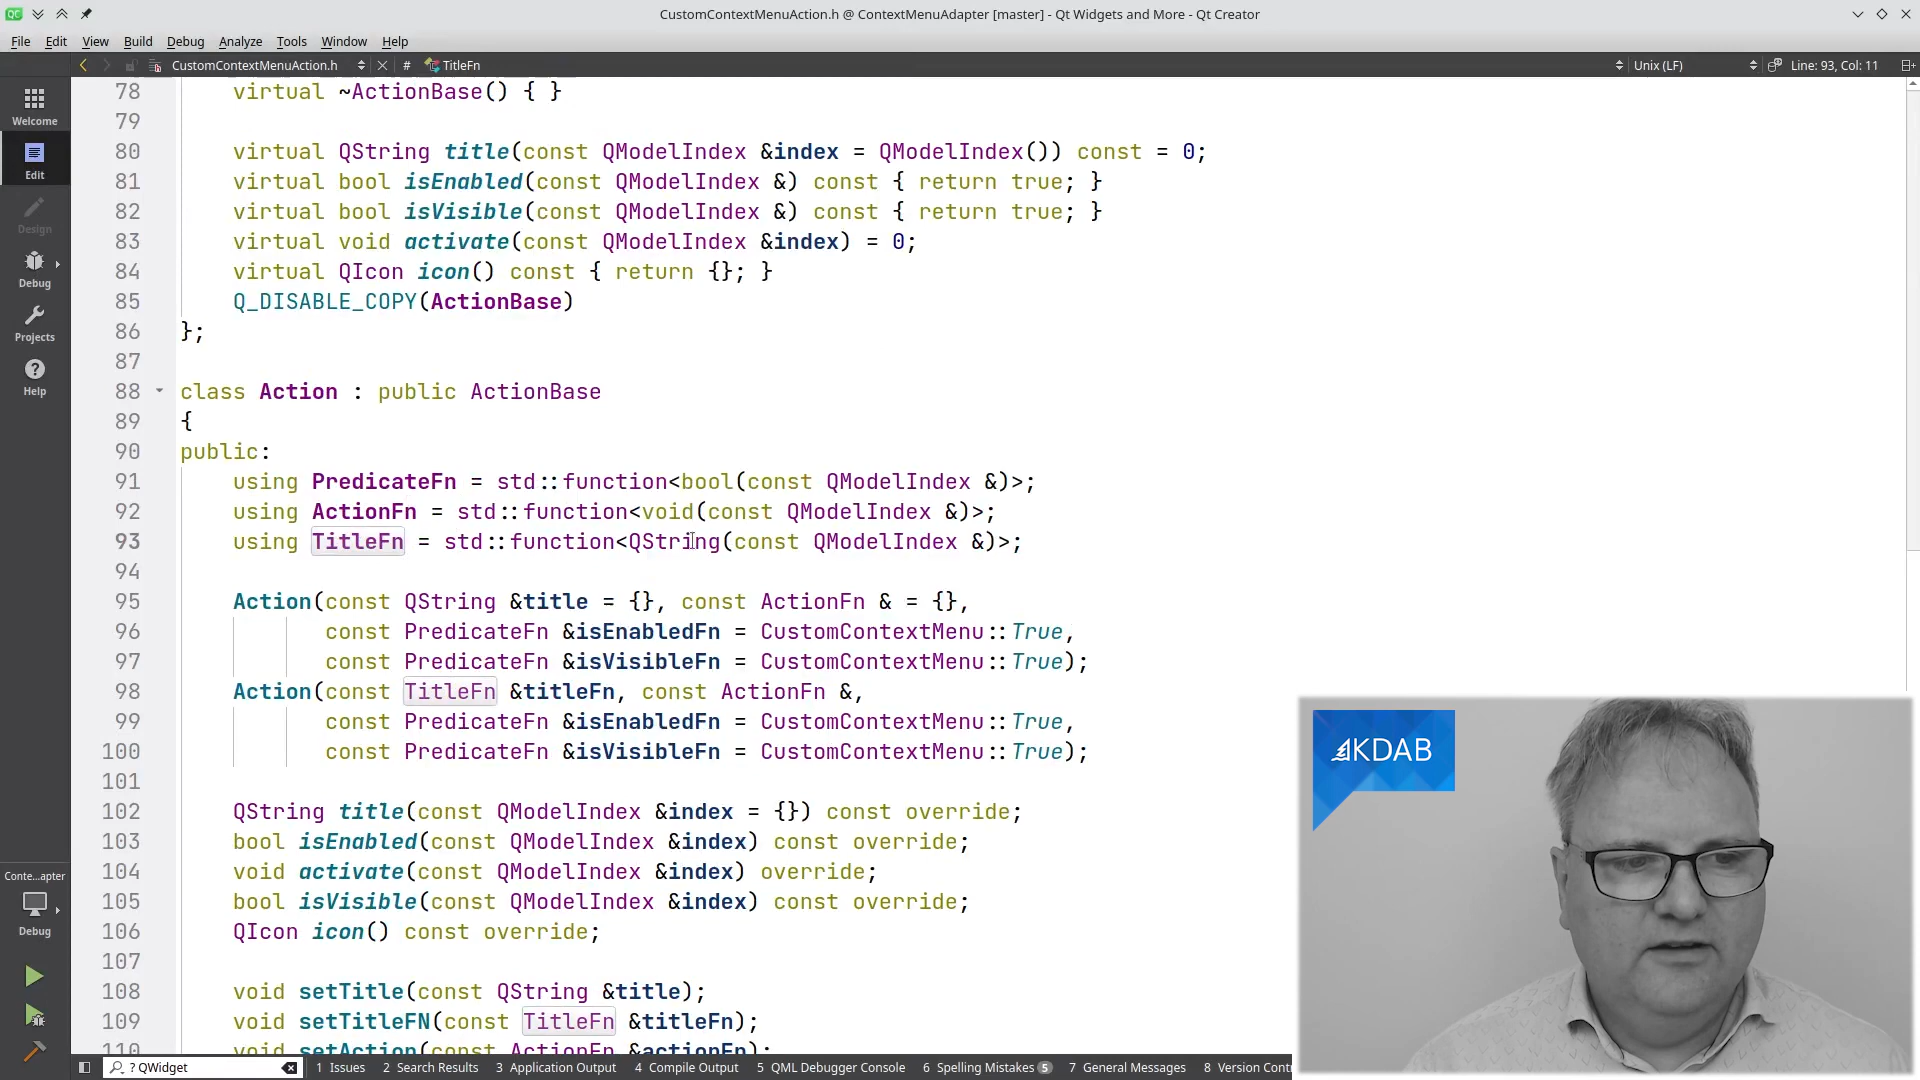 CustomContextMenuAction.h @ ContextMenuAdapter [master] - Qt Widgets and More - Qt Creator
File Edit View Build Debug Analyze Tools Window Help
CustomContextMenuAction.h # TitleFn Unix (LF) Line: 93, Col: 11
Welcome
Edit
Design
Debug
Projects
Help
Conte...apter
Debug
78 virtual ~ActionBase() { }
79
80 virtual QString title(const QModelIndex &index = QModelIndex()) const = 0;
81 virtual bool isEnabled(const QModelIndex &) const { return true; }
82 virtual bool isVisible(const QModelIndex &) const { return true; }
83 virtual void activate(const QModelIndex &index) = 0;
84 virtual QIcon icon() const { return {}; }
85 Q_DISABLE_COPY(ActionBase)
86 };
87
88 class Action : public ActionBase
89 {
90 public:
91 using PredicateFn = std::function<bool(const QModelIndex &)>;
92 using ActionFn = std::function<void(const QModelIndex &)>;
93 using TitleFn = std::function<QString(const QModelIndex &)>;
94
95 Action(const QString &title = {}, const ActionFn & = {},
96 const PredicateFn &isEnabledFn = CustomContextMenu::True,
97 const PredicateFn &isVisibleFn = CustomContextMenu::True);
98 Action(const TitleFn &titleFn, const ActionFn &,
99 const PredicateFn &isEnabledFn = CustomContextMenu::True,
100 const PredicateFn &isVisibleFn = CustomContextMenu::True);
101
102 QString title(const QModelIndex &index = {}) const override;
103 bool isEnabled(const QModelIndex &index) const override;
104 void activate(const QModelIndex &index) override;
105 bool isVisible(const QModelIndex &index) const override;
106 QIcon icon() const override;
107
108 void setTitle(const QString &title);
109 void setTitleFN(const TitleFn &titleFn);
110 void setAction(const ActionFn &actionFn);
KDAB
? QWidget 1 Issues 2 Search Results 3 Application Output 4 Compile Output 5 QML Debugger Console 6 Spelling Mistakes 5 7 General Messages 8 Version Contr